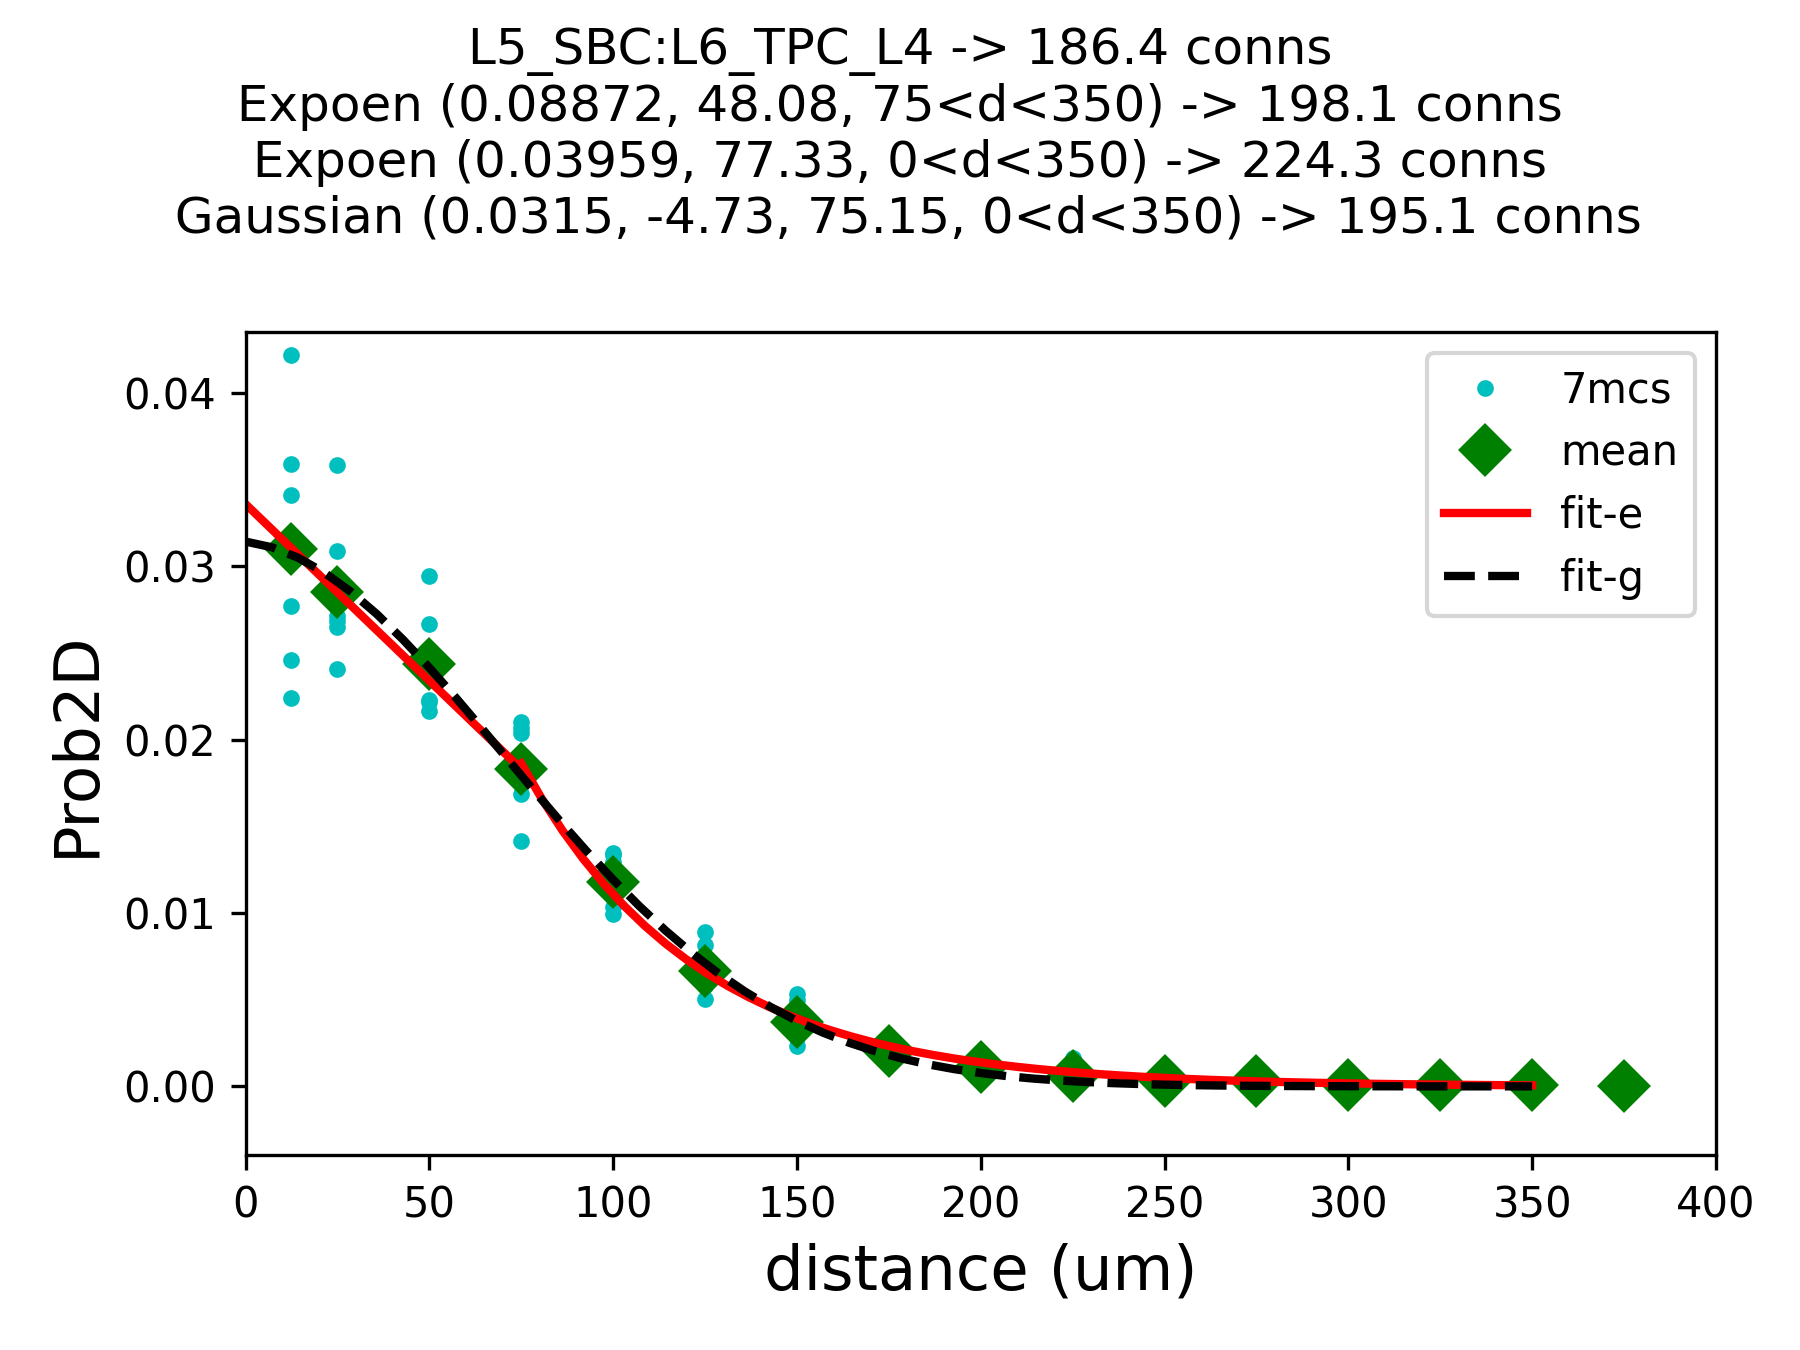 L5_SBC:L6_TPC_L4 -> 186.4 conns
Expoen (0.08872, 48.08, 75<d<350) -> 198.1 conns
Expoen (0.03959, 77.33, 0<d<350) -> 224.3 conns
Gaussian (0.0315, -4.73, 75.15, 0<d<350) -> 195.1 conns
0.04
0.03
0.02
0.01
0.00
Prob2D
7mcs
mean
fit-e
fit-g
0 50 100 150 200 250 300 350 400
distance (um)